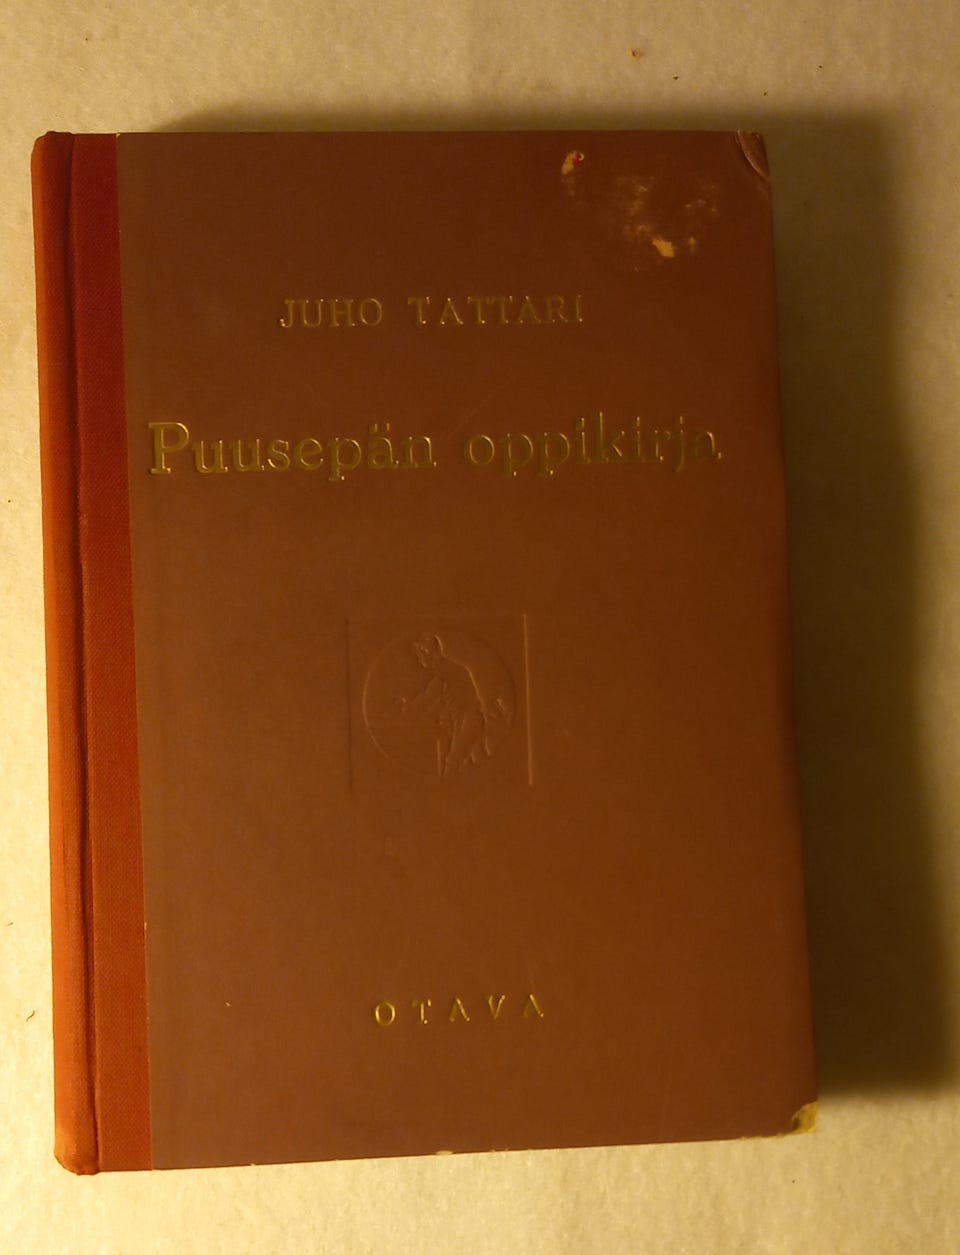 JUHO TATTARI
Puusepän oppikirja
OTAVA